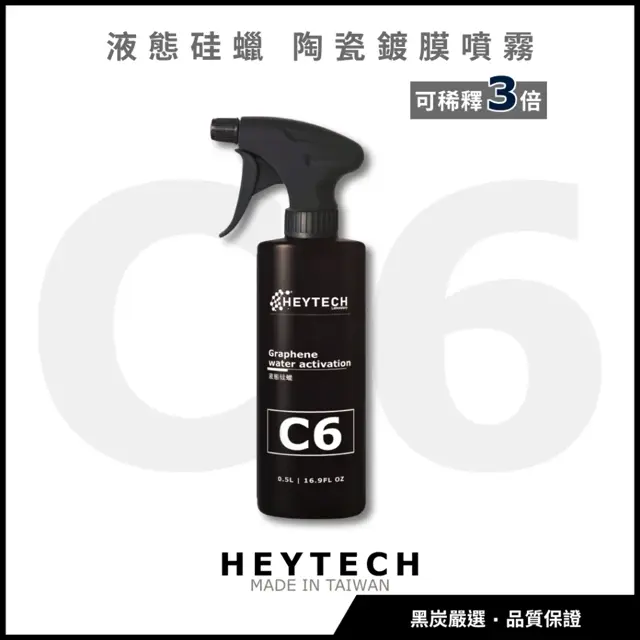 液態硅蠟 陶瓷鍍膜噴霧
可稀釋3倍
C6
HEYTECH
Graphene
water activation
液態硅蠟
C6
0.5L | 16.9FL OZ
HEYTECH
MADE IN TAIWAN
黑炭嚴選・品質保證